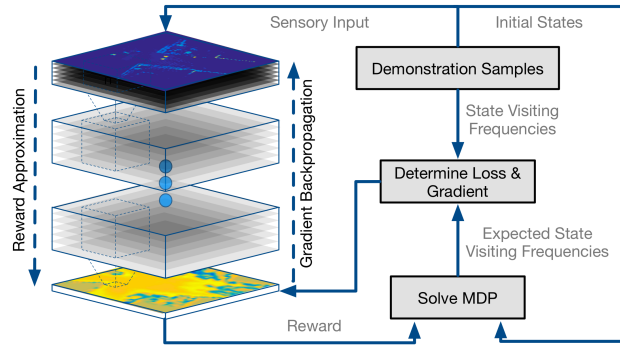 Sensory Input
Initial States
Demonstration Samples
Reward Approximation
Gradient Backpropagation
State Visiting
Frequencies
Determine Loss &
Gradient
Expected State
Visiting Frequencies
Solve MDP
Reward